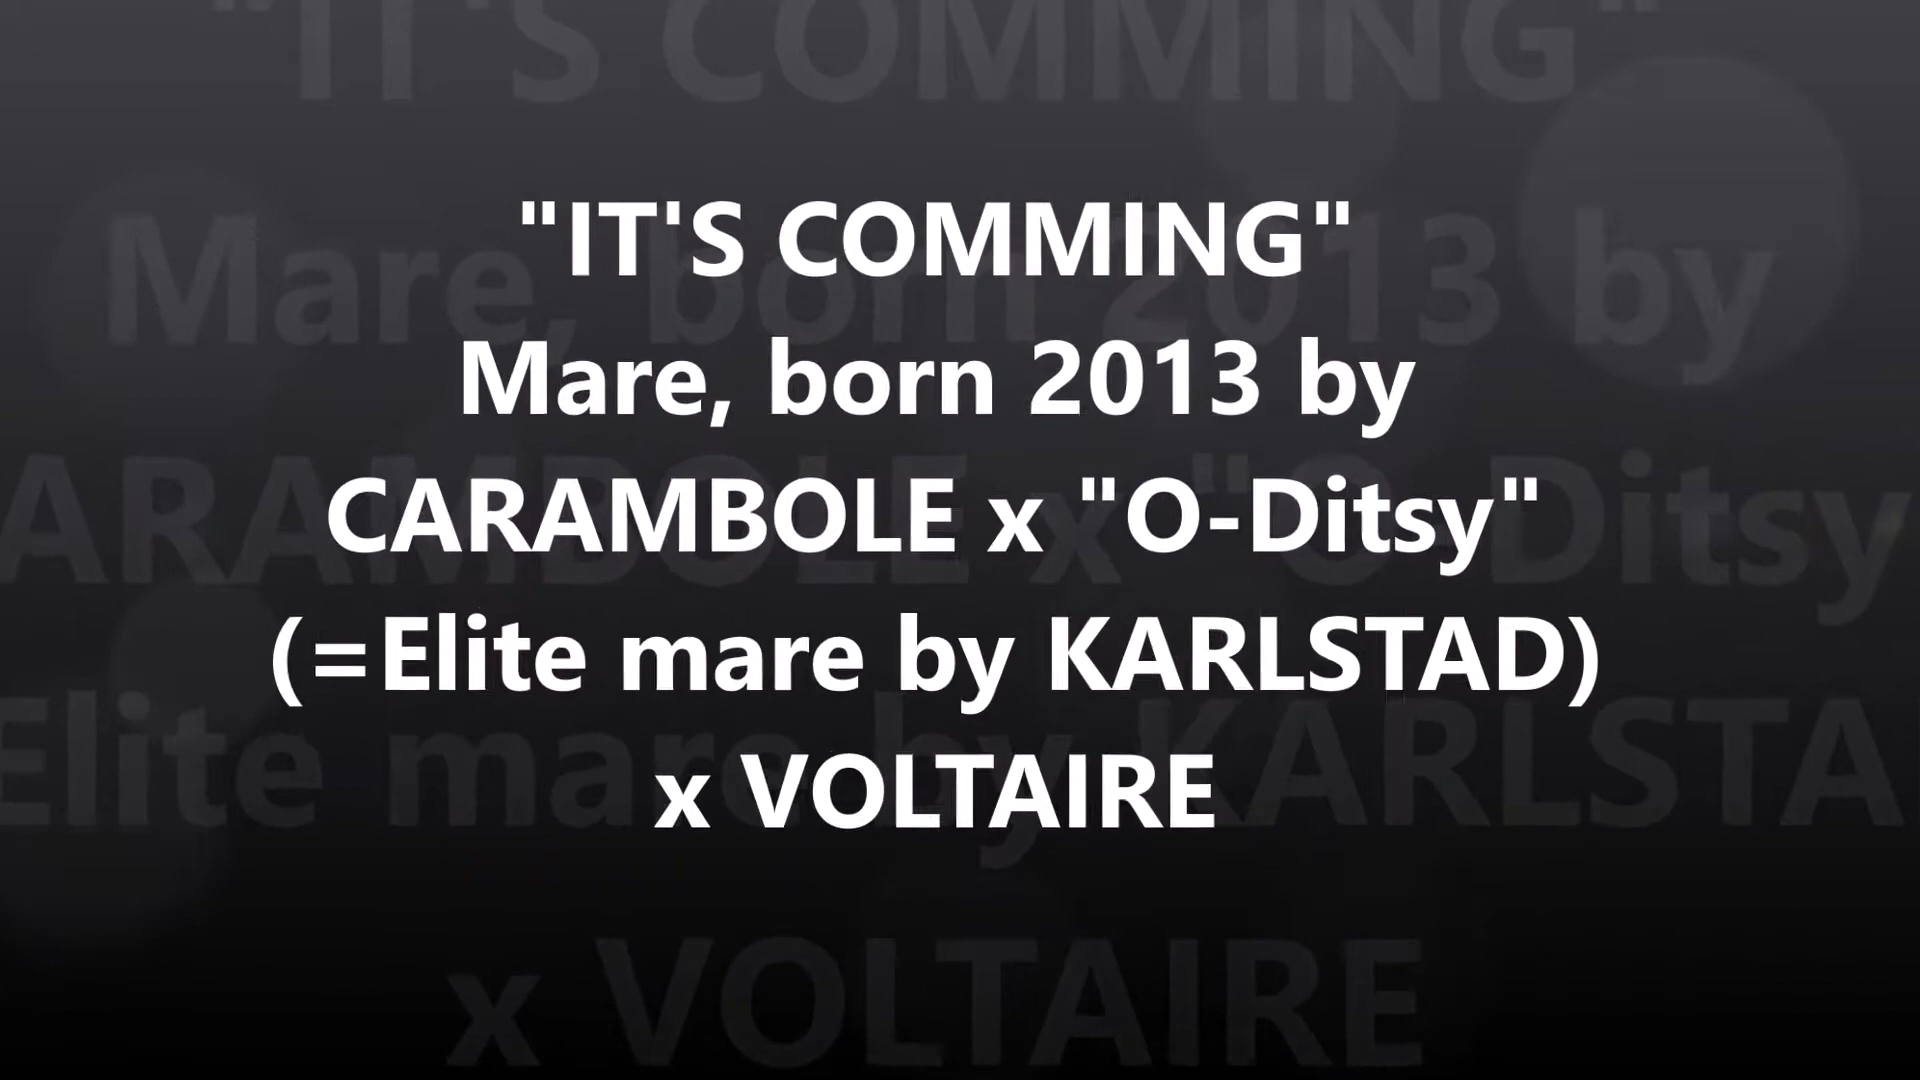 "IT'S COMMING"
Mare, born 2013 by
CARAMBOLE x "O-Ditsy"
(=Elite mare by KARLSTAD)
x VOLTAIRE